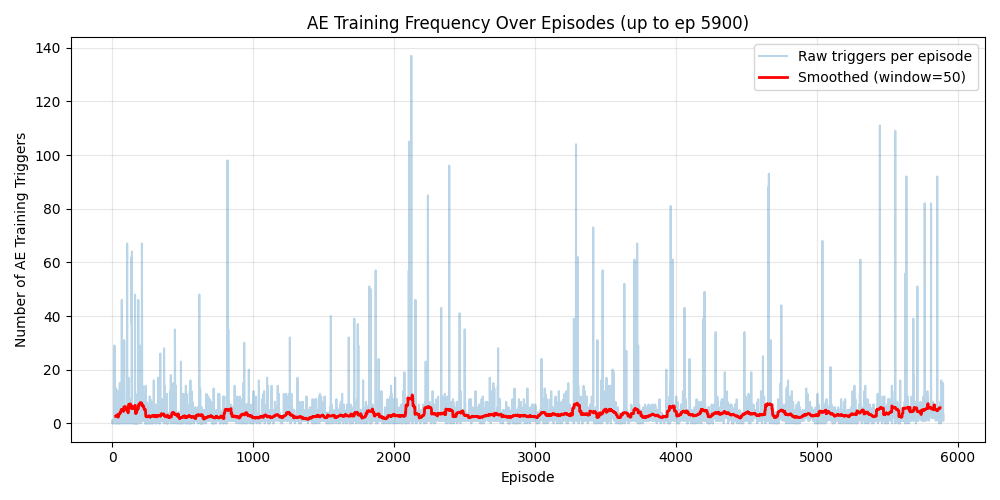 AE Training Frequency Over Episodes (up to ep 5900)
Raw triggers per episode
Smoothed (window=50)
Number of AE Training Triggers
140
120
100
80
60
40
20
0
0 1000 2000 3000 4000 5000 6000
Episode